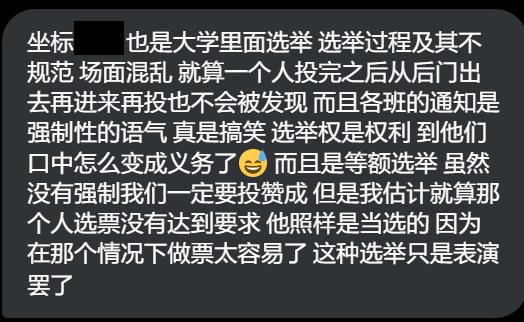 坐标 也是大学里面选举 选举过程及其不
规范 场面混乱 就算一个人投完之后从后门出
去再进来再投也不会被发现 而且各班的通知是
强制性的语气 真是搞笑 选举权是权利 到他们
口中怎么变成义务了😅 而且是等额选举 虽然
没有强制我们一定要投赞成 但是我估计就算那
个人选票没有达到要求 他照样是当选的 因为
在那个情况下做票太容易了 这种选举只是表演
罢了